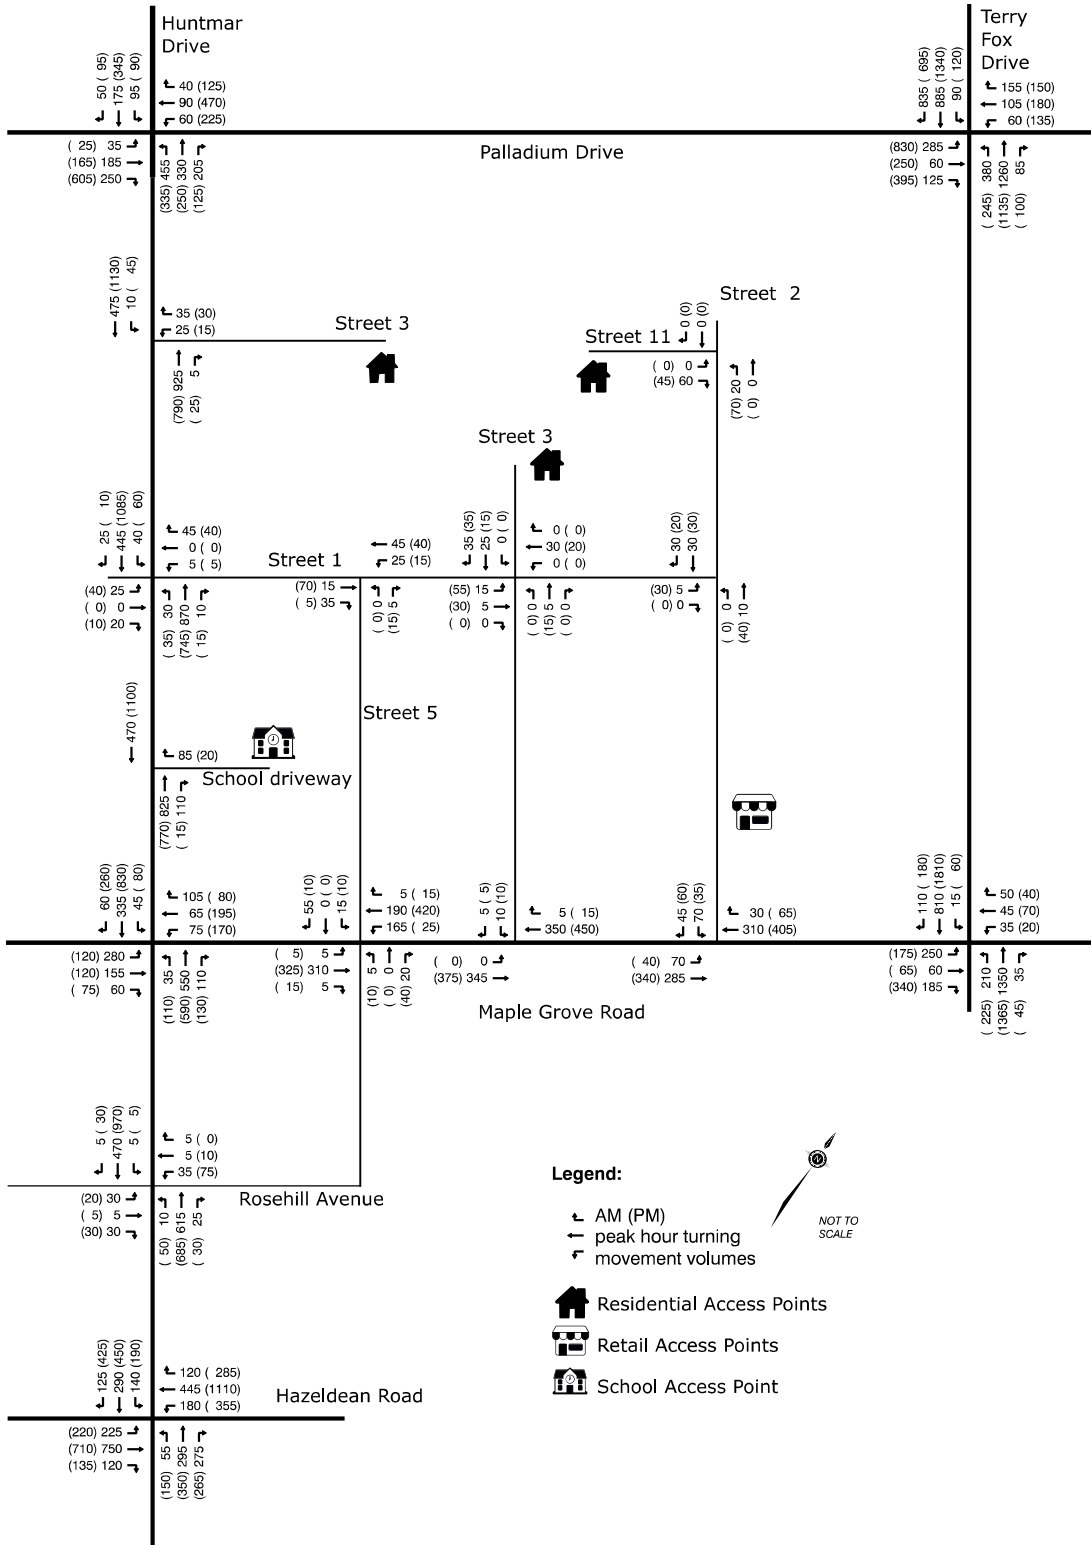 Huntmar
Drive
Terry
Fox
Drive
50 ( 95)
175 (345)
95 ( 90)
40 (125)
90 (470)
60 (225)
835 ( 695)
885 (1340)
90 ( 120)
155 (150)
105 (180)
60 (135)
( 25) 35
(165) 185
(605) 250
(335) 455
(250) 330
(125) 205
Palladium Drive
(830) 285
(250) 60
(395) 125
( 245) 380
(1135) 1260
( 100) 85
475 (1130)
10 ( 45)
35 (30)
25 (15)
Street 3
(790) 925
( 25) 5
Street 2
0 (0)
0 (0)
Street 11
( 0) 0
(45) 60
(70) 20
( 0) 0
Street 3
25 ( 10)
445 (1085)
40 ( 60)
45 (40)
0 ( 0)
5 ( 5)
Street 1
45 (40)
25 (15)
35 (35)
25 (15)
0 ( 0)
0 ( 0)
30 (20)
0 ( 0)
30 (20)
30 (30)
(40) 25
( 0) 0
(10) 20
( 35) 30
(745) 870
( 15) 10
(70) 15
( 5) 35
( 0) 0
(15) 5
(55) 15
(30) 5
( 0) 0
( 0) 0
(15) 5
( 0) 0
(30) 5
( 0) 0
( 0) 0
(40) 10
470 (1100)
Street 5
85 (20)
School driveway
(770) 825
( 15) 110
60 (260)
335 (830)
45 ( 80)
105 ( 80)
65 (195)
75 (170)
55 (10)
0 ( 0)
15 (10)
5 ( 15)
190 (420)
165 ( 25)
5 ( 5)
10 (10)
5 ( 15)
350 (450)
45 (60)
70 (35)
30 ( 65)
310 (405)
110 ( 180)
810 (1810)
15 ( 60)
50 (40)
45 (70)
35 (20)
(120) 280
(120) 155
( 75) 60
(110) 35
(590) 550
(130) 110
( 5) 5
(325) 310
( 15) 5
(10) 5
( 0) 0
(40) 20
( 0) 0
(375) 345
( 40) 70
(340) 285
(175) 250
( 65) 60
(340) 185
( 225) 210
(1365) 1350
( 45) 35
Maple Grove Road
5 ( 30)
470 (970)
5 ( 5)
5 ( 0)
5 (10)
35 (75)
Rosehill Avenue
(20) 30
( 5) 5
(30) 30
( 50) 10
(685) 615
( 30) 25
Legend:
AM (PM)
peak hour turning
movement volumes
NOT TO
SCALE
Residential Access Points
Retail Access Points
School Access Point
125 (425)
290 (450)
140 (190)
120 ( 285)
445 (1110)
180 ( 355)
Hazeldean Road
(220) 225
(710) 750
(135) 120
(150) 55
(350) 295
(265) 275